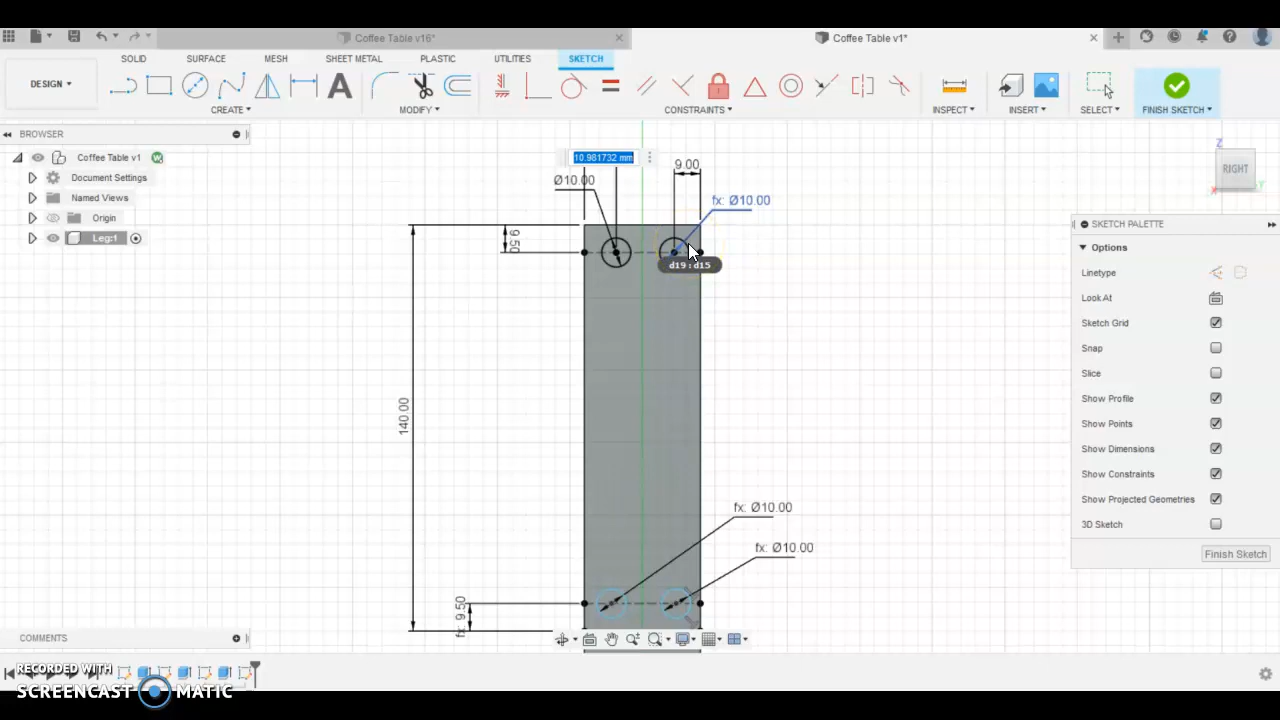 Coffee Table v16*
Coffee Table v1*
DESIGN
SOLID
SURFACE
MESH
SHEET METAL
PLASTIC
UTILITIES
SKETCH
CREATE
MODIFY
CONSTRAINTS
INSPECT
INSERT
SELECT
FINISH SKETCH
BROWSER
Coffee Table v1
Document Settings
Named Views
Origin
Leg:1
10.981732 mm
9.00
Ø10.00
fx: Ø10.00
9.50
d19 : d15
140.00
fx: Ø10.00
fx: Ø10.00
fx: 9.50
Z
RIGHT
X
Y
SKETCH PALETTE
Options
Linetype
Look At
Sketch Grid
Snap
Slice
Show Profile
Show Points
Show Dimensions
Show Constraints
Show Projected Geometries
3D Sketch
Finish Sketch
COMMENTS
RECORDED WITH
SCREENCAST MATIC